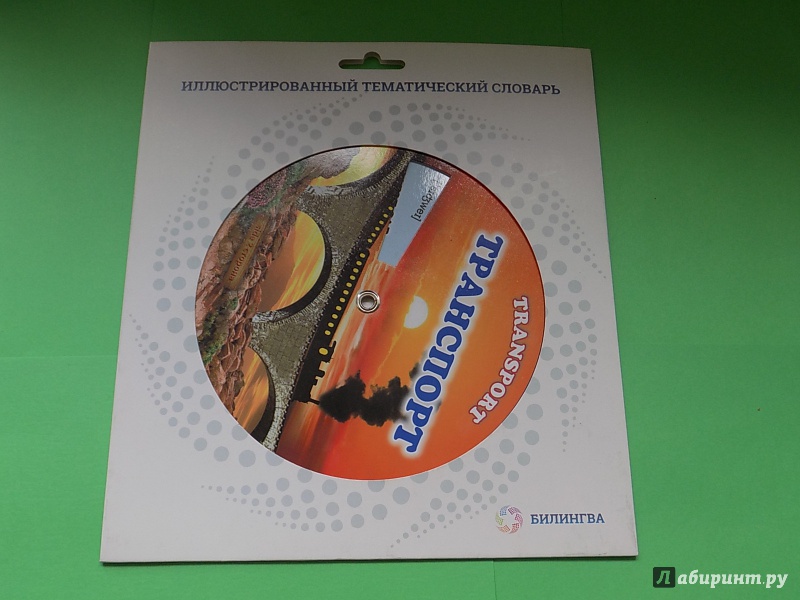 ИЛЛЮСТРИРОВАННЫЙ ТЕМАТИЧЕСКИЙ СЛОВАРЬ
TRANSPORT
ТРАНСПОРТ
БИЛИНГВА
Лабиринт.ру